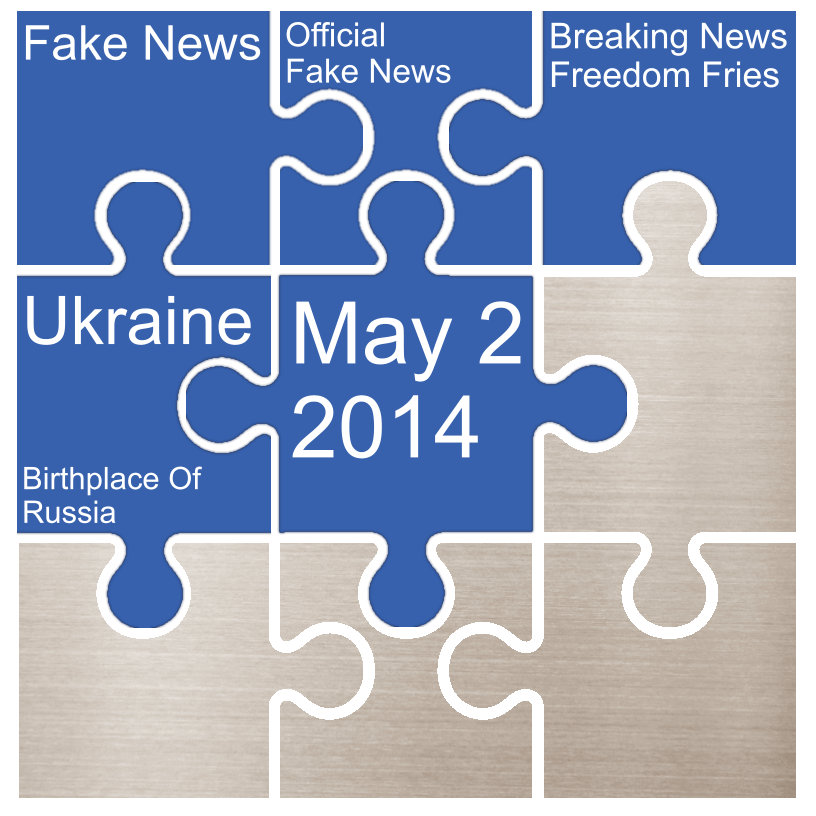 Fake News
Official
Fake News
Breaking News
Freedom Fries
Ukraine
Birthplace Of
Russia
May 2
2014